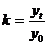 k = y_t / y_0